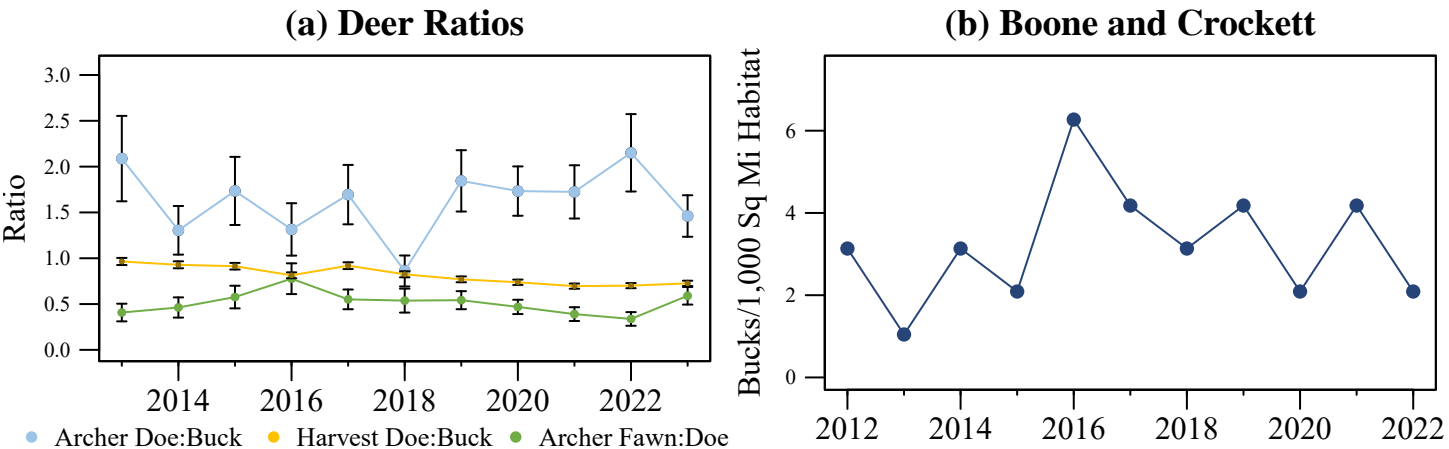 (a) Deer Ratios
Ratio
3.0
2.5
2.0
1.5
1.0
0.5
0.0
2014 2016 2018 2020 2022
Archer Doe:Buck Harvest Doe:Buck Archer Fawn:Doe
(b) Boone and Crockett
Bucks/1,000 Sq Mi Habitat
6
4
2
0
2012 2014 2016 2018 2020 2022